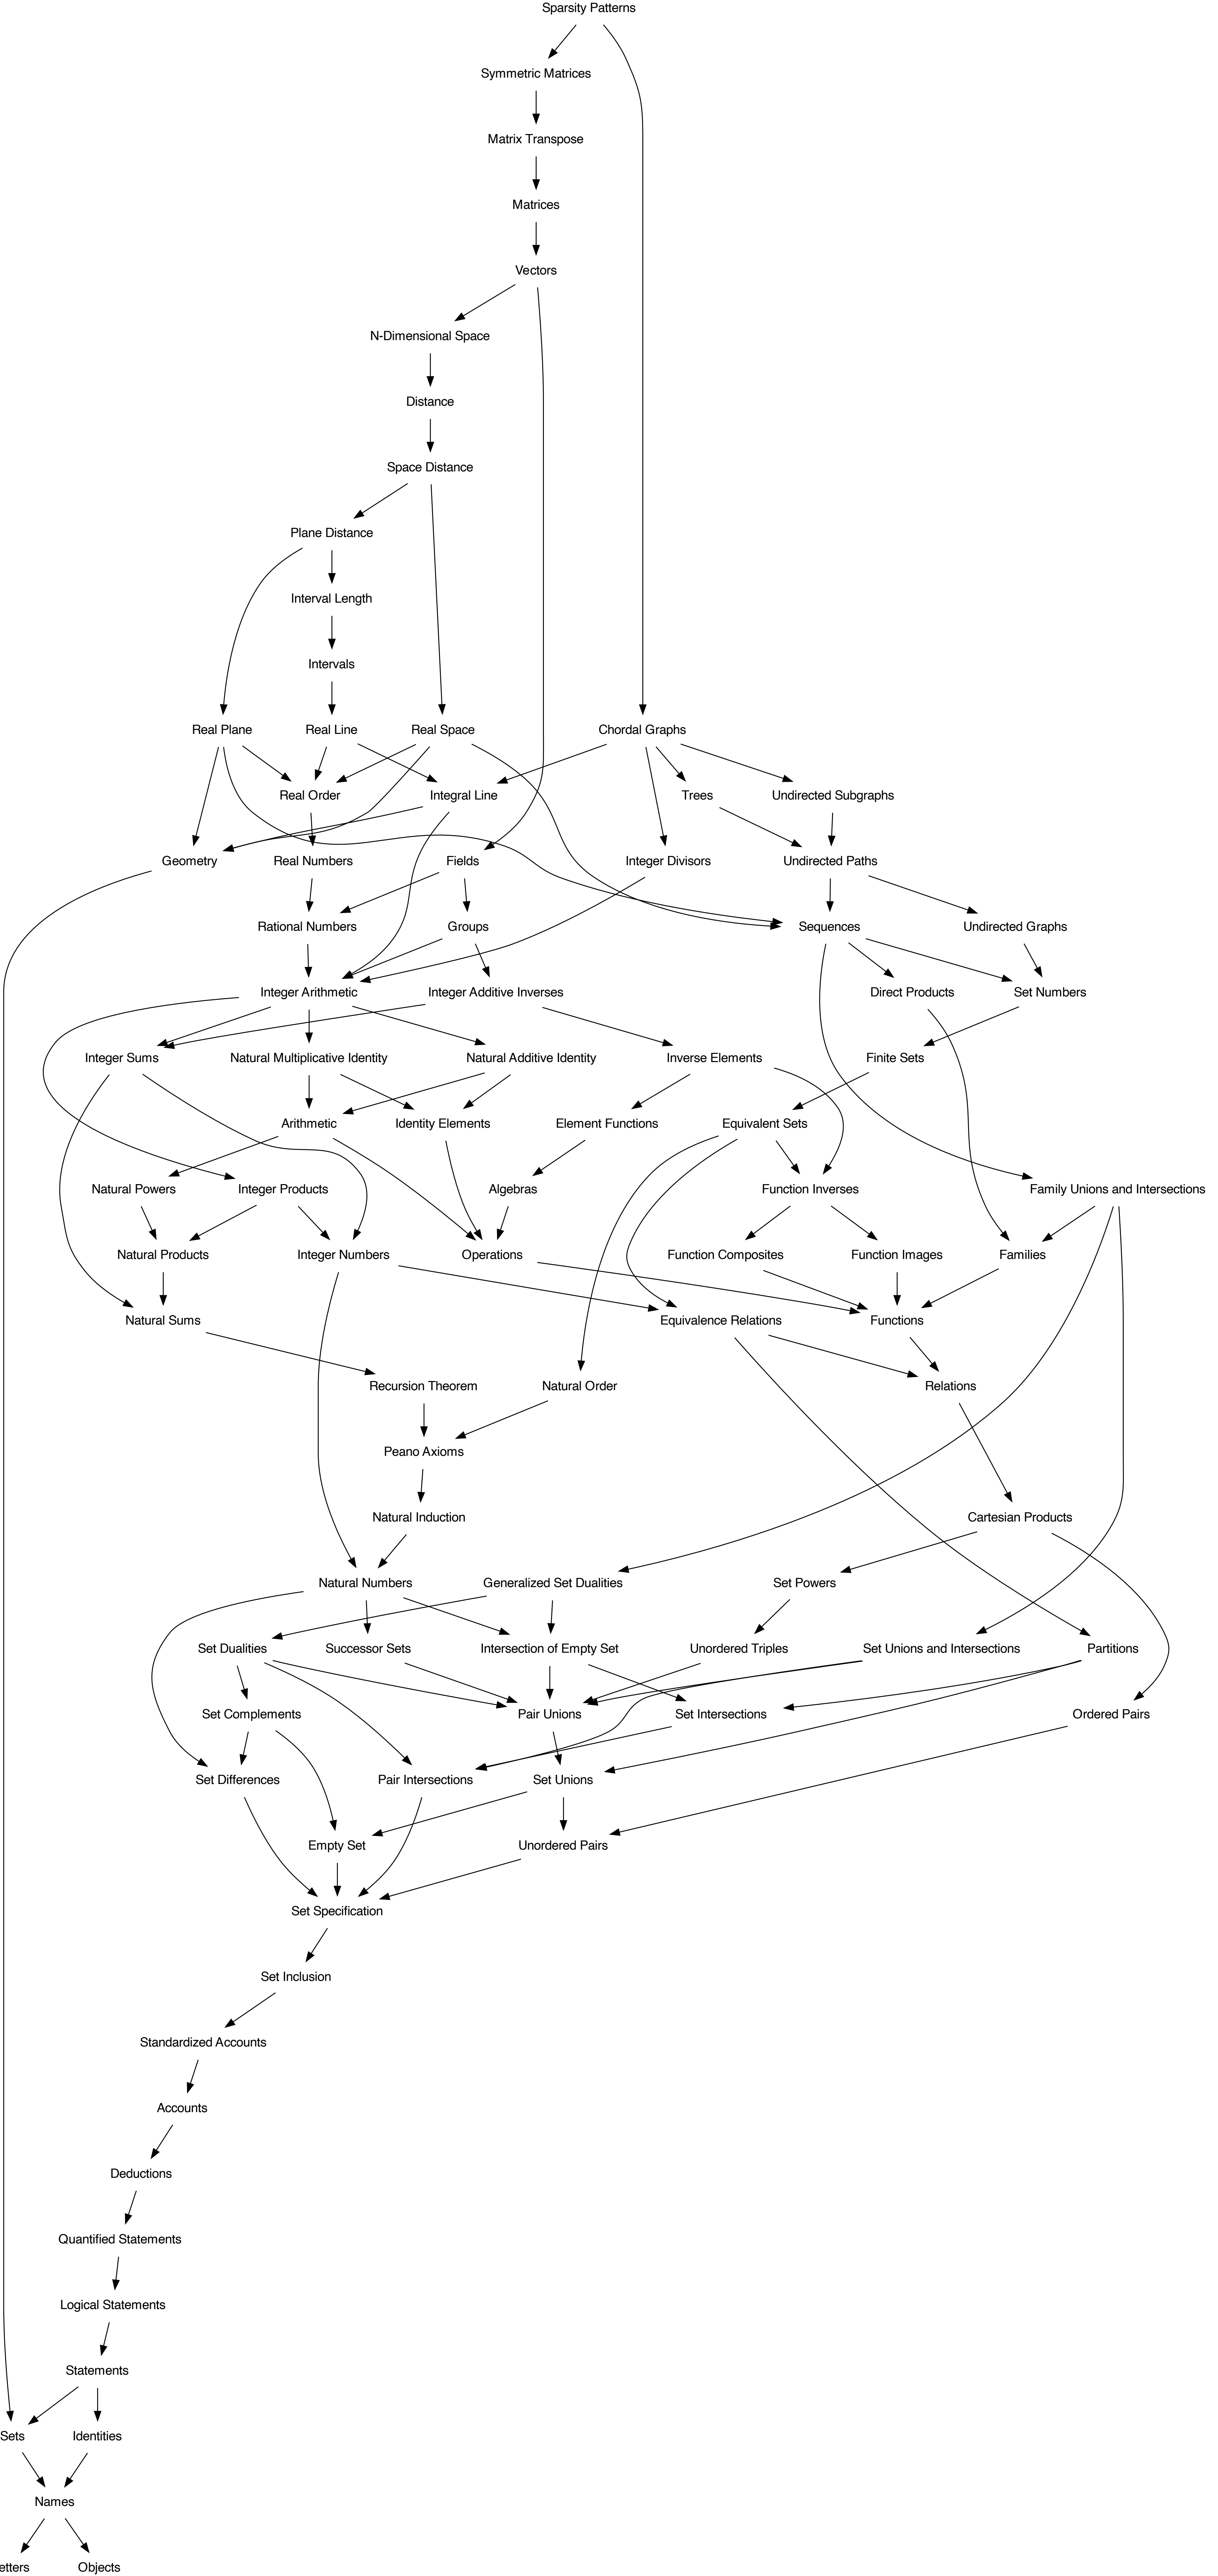 Sparsity Patterns
Symmetric Matrices
Matrix Transpose
Matrices
Vectors
N-Dimensional Space
Distance
Space Distance
Plane Distance
Interval Length
Intervals
Real Plane
Real Line
Real Space
Chordal Graphs
Real Order
Integral Line
Trees
Undirected Subgraphs
Geometry
Real Numbers
Fields
Integer Divisors
Undirected Paths
Rational Numbers
Groups
Sequences
Undirected Graphs
Integer Arithmetic
Integer Additive Inverses
Direct Products
Set Numbers
Integer Sums
Natural Multiplicative Identity
Natural Additive Identity
Inverse Elements
Finite Sets
Arithmetic
Identity Elements
Element Functions
Equivalent Sets
Natural Powers
Integer Products
Algebras
Function Inverses
Family Unions and Intersections
Natural Products
Integer Numbers
Operations
Function Composites
Function Images
Families
Natural Sums
Equivalence Relations
Functions
Recursion Theorem
Natural Order
Relations
Peano Axioms
Natural Induction
Cartesian Products
Natural Numbers
Generalized Set Dualities
Set Powers
Set Dualities
Successor Sets
Intersection of Empty Set
Unordered Triples
Set Unions and Intersections
Partitions
Set Complements
Pair Unions
Set Intersections
Ordered Pairs
Set Differences
Pair Intersections
Set Unions
Empty Set
Unordered Pairs
Set Specification
Set Inclusion
Standardized Accounts
Accounts
Deductions
Quantified Statements
Logical Statements
Statements
Sets
Identities
Names
etters
Objects